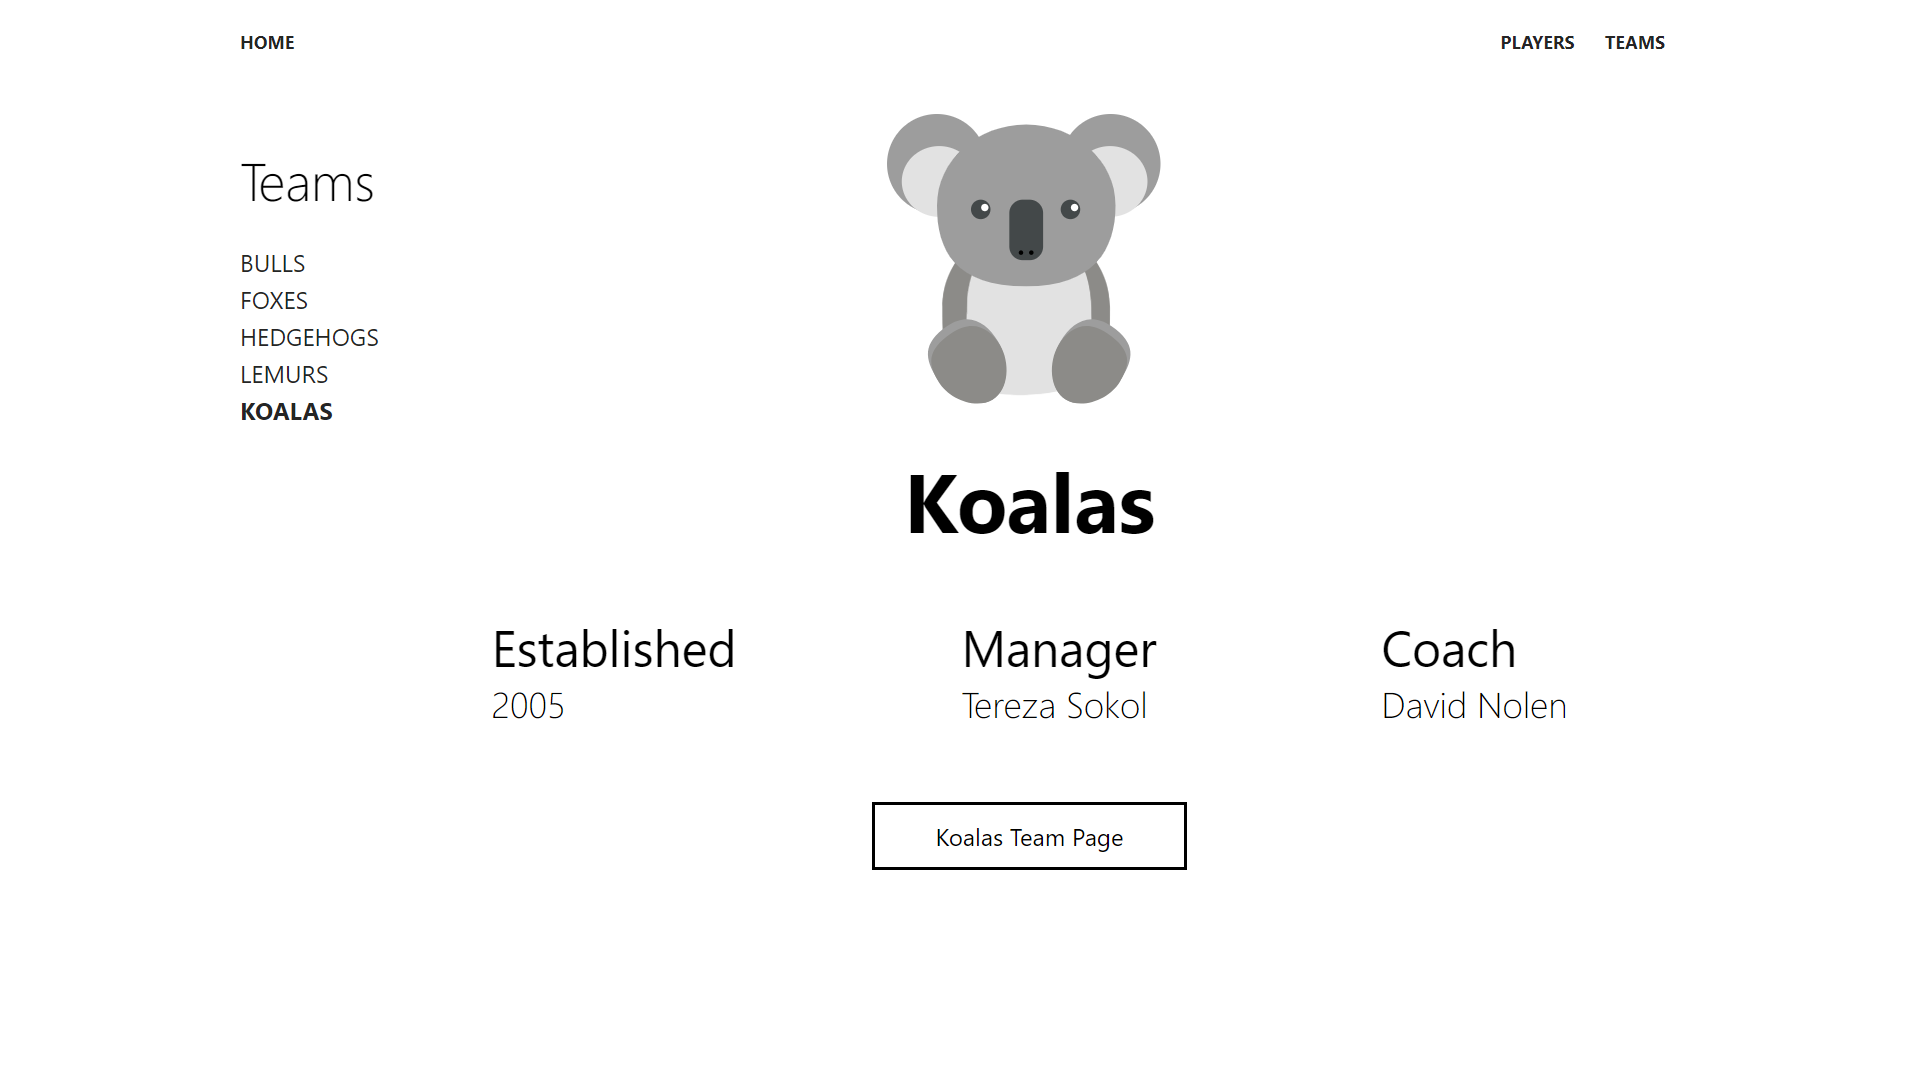 HOME
PLAYERS
TEAMS
Teams
BULLS
FOXES
HEDGEHOGS
LEMURS
KOALAS
Koalas
Established
2005
Manager
Tereza Sokol
Coach
David Nolen
Koalas Team Page